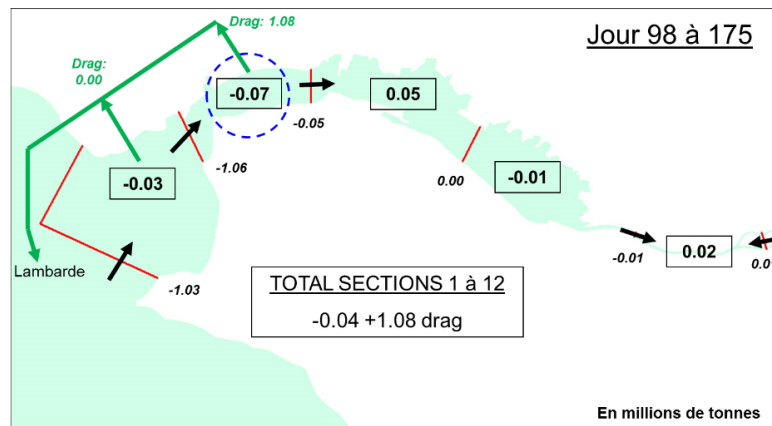 Drag: 1.08
Jour 98 à 175
Drag:
0.00
-0.07
0.05
-0.05
-0.03
-1.06
0.00
-0.01
Lambarde
-1.03
-0.01
0.02
TOTAL SECTIONS 1 à 12
-0.04 +1.08 drag
En millions de tonnes